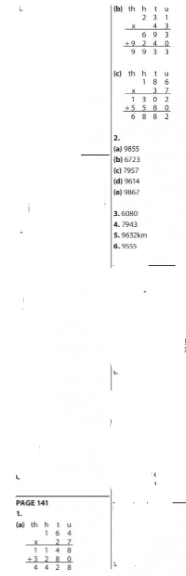 PAGE 141
1.
(a) th h t u
1 6 4
x 2 7
1 1 4 8
+ 3 2 8 0
4 4 2 8
(b) th h t u
2 3 1
x 4 3
6 9 3
+ 9 2 4 0
9 9 3 3
(c) th h t u
1 8 6
x 3 7
1 3 0 2
+ 5 5 8 0
6 8 8 2
2.
(a) 9855
(b) 6723
(c) 7957
(d) 9614
(e) 9867
3. 6080
4. 7943
5. 9632km
6. 9555